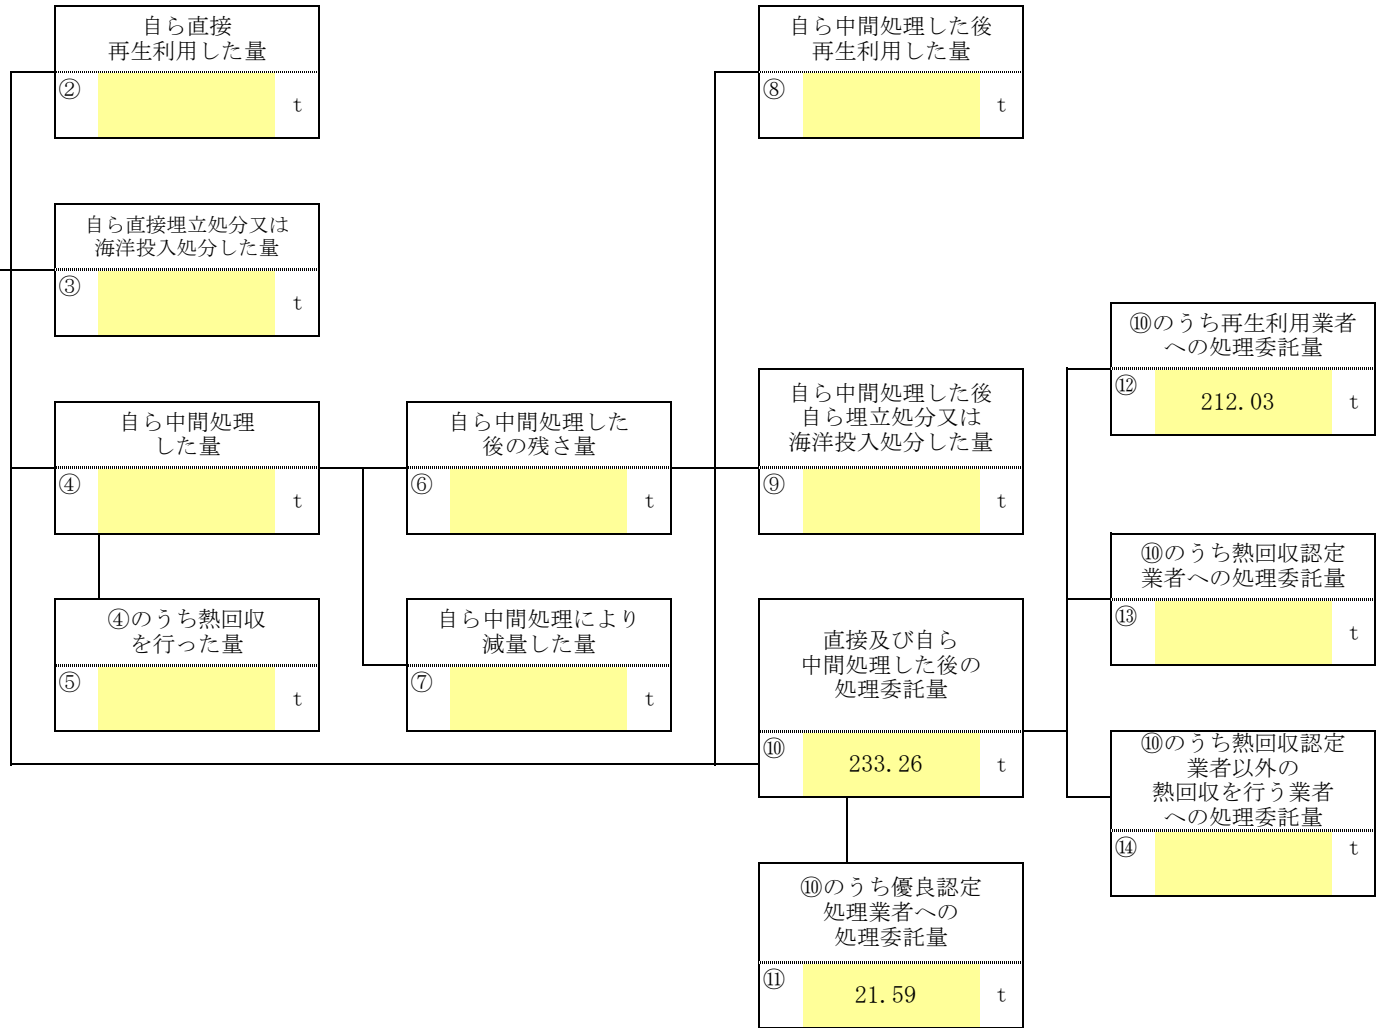 自ら直接
再生利用した量
②
t
自ら中間処理した後
再生利用した量
⑧
t
自ら直接埋立処分又は
海洋投入処分した量
③
t
⑩のうち再生利用業者
への処理委託量
⑫
212.03
t
自ら中間処理
した量
④
t
自ら中間処理した
後の残さ量
⑥
t
自ら中間処理した後
自ら埋立処分又は
海洋投入処分した量
⑨
t
⑩のうち熱回収認定
業者への処理委託量
⑬
t
④のうち熱回収
を行った量
⑤
t
自ら中間処理により
減量した量
⑦
t
直接及び自ら
中間処理した後の
処理委託量
⑩
233.26
t
⑩のうち熱回収認定
業者以外の
熱回収を行う業者
への処理委託量
⑭
t
⑩のうち優良認定
処理業者への
処理委託量
⑪
21.59
t